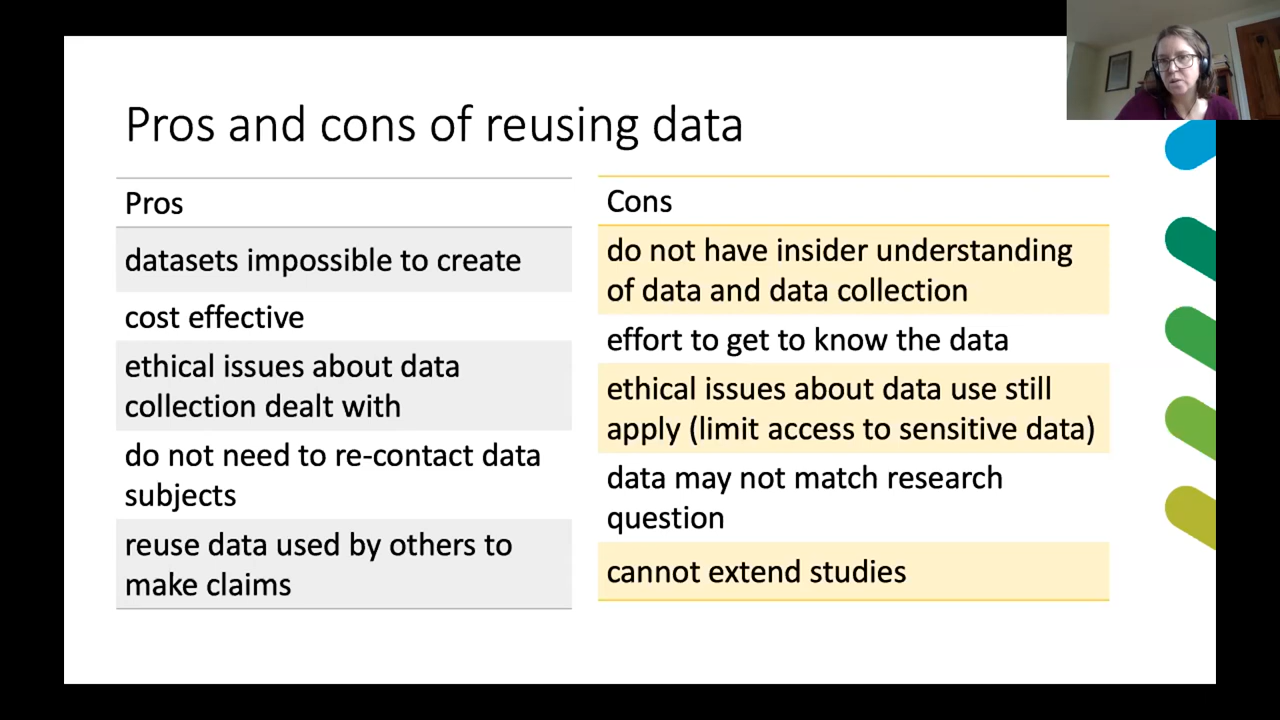 Pros and cons of reusing data
Pros
datasets impossible to create
cost effective
ethical issues about data
collection dealt with
do not need to re-contact data
subjects
reuse data used by others to
make claims
Cons
do not have insider understanding
of data and data collection
effort to get to know the data
ethical issues about data use still
apply (limit access to sensitive data)
data may not match research
question
cannot extend studies